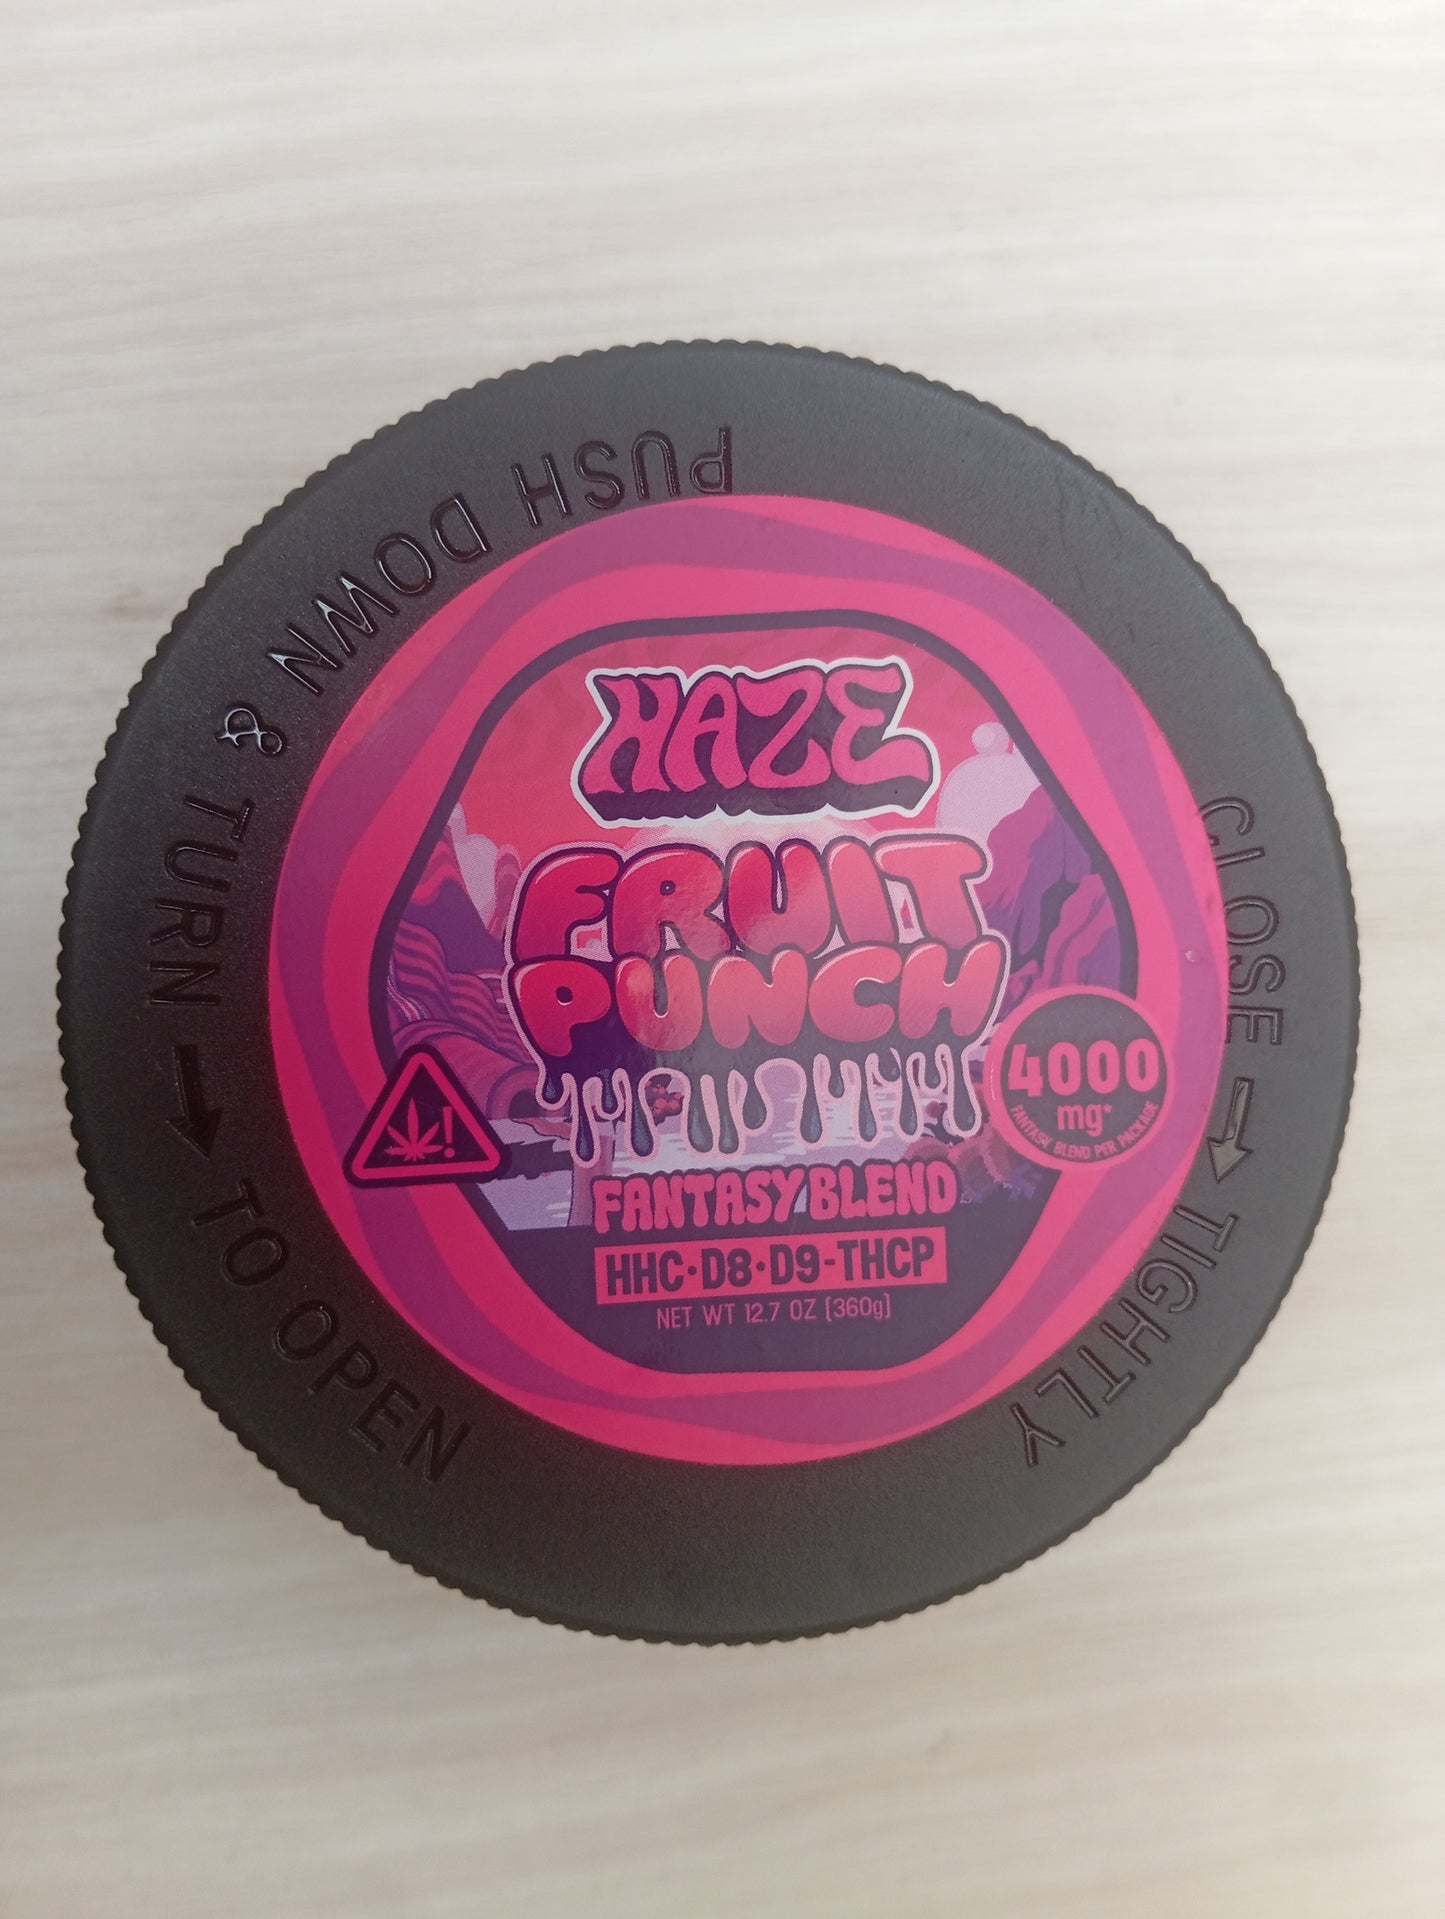 PUSH DOWN & TURN → TO OPEN
CLOSE → TIGHTLY
HAZE
FRUIT
PUNCH
4000
mg*
FANTASY BLEND PER PACKAGE
!
FANTASY BLEND
HHC·D8·D9-THCP
NET WT 12.7 OZ [360g]